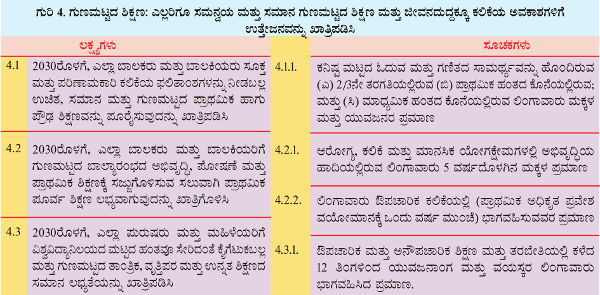 ಗುರಿ 4. ಗುಣಮಟ್ಟದ ಶಿಕ್ಷಣ: ಎಲ್ಲರಿಗೂ ಸಮನ್ವಯ ಮತ್ತು ಸಮಾನ ಗುಣಮಟ್ಟದ ಶಿಕ್ಷಣ ಮತ್ತು ಜೀವನದುದ್ದಕ್ಕೂ ಕಲಿಕೆಯ ಅವಕಾಶಗಳಿಗೆ
ಉತ್ತೇಜನವನ್ನು ಖಾತ್ರಿಪಡಿಸಿ
ಲಕ್ಷ್ಯಗಳು
4.1 2030ರೊಳಗೆ, ಎಲ್ಲಾ ಬಾಲಕರು ಮತ್ತು ಬಾಲಕಿಯರು ಸೂಕ್ತ
ಮತ್ತು ಪರಿಣಾಮಕಾರಿ ಕಲಿಕೆಯ ಫಲಿತಾಂಶಗಳನ್ನು ನೀಡಬಲ್ಲ
ಉಚಿತ, ಸಮಾನ ಮತ್ತು ಗುಣಮಟ್ಟದ ಪ್ರಾಥಮಿಕ ಹಾಗು
ಪ್ರೌಢ ಶಿಕ್ಷಣವನ್ನು ಪೂರೈಸುವುದನ್ನು ಖಾತ್ರಿಪಡಿಸಿ
4.2 2030ರೊಳಗೆ, ಎಲ್ಲಾ ಬಾಲಕರು ಮತ್ತು ಬಾಲಕಿಯರಿಗೆ
ಗುಣಮಟ್ಟದ ಬಾಲ್ಯಾರಂಭದ ಅಭಿವೃದ್ಧಿ, ಪೋಷಣೆ ಮತ್ತು
ಪ್ರಾಥಮಿಕ ಶಿಕ್ಷಣಕ್ಕೆ ಸಜ್ಜುಗೊಳಿಸುವ ಸಲುವಾಗಿ ಪ್ರಾಥಮಿಕ
ಪೂರ್ವ ಶಿಕ್ಷಣ ಲಭ್ಯವಾಗುವುದನ್ನು ಖಾತ್ರಿಗೊಳಿಸಿ
4.3 2030ರೊಳಗೆ, ಎಲ್ಲಾ ಪುರುಷರು ಮತ್ತು ಮಹಿಳೆಯರಿಗೆ
ವಿಶ್ವವಿದ್ಯಾನಿಲಯದ ಮಟ್ಟದ ಹಂತವೂ ಸೇರಿದಂತೆ ಕೈಗೆಟುಕಬಲ್ಲ
ಮತ್ತು ಗುಣಮಟ್ಟದ ತಾಂತ್ರಿಕ, ವೃತ್ತಿಪರ ಮತ್ತು ಉನ್ನತ ಶಿಕ್ಷಣದ
ಸಮಾನ ಲಭ್ಯತೆಯನ್ನು ಖಾತ್ರಿಪಡಿಸಿ
ಸೂಚಕಗಳು
4.1.1. ಕನಿಷ್ಠ ಮಟ್ಟದ ಓದುವ ಮತ್ತು ಗಣಿತದ ಸಾಮರ್ಥ್ಯವನ್ನು ಹೊಂದಿರುವ
(ಎ) 2/3ನೇ ತರಗತಿಯಲ್ಲಿರುವ (ಬಿ) ಪ್ರಾಥಮಿಕ ಹಂತದ ಕೊನೆಯಲ್ಲಿರುವ;
ಮತ್ತು (ಸಿ) ಮಾಧ್ಯಮಿಕ ಹಂತದ ಕೊನೆಯಲ್ಲಿರುವ ಲಿಂಗಾವಾರು ಮಕ್ಕಳ
ಮತ್ತು ಯುವಜನರ ಪ್ರಮಾಣ
4.2.1. ಆರೋಗ್ಯ, ಕಲಿಕೆ ಮತ್ತು ಮಾನಸಿಕ ಯೋಗಕ್ಷೇಮಗಳಲ್ಲಿ ಅಭಿವೃದ್ಧಿಯ
ಹಾದಿಯಲ್ಲಿರುವ ಲಿಂಗಾವಾರು 5 ವರ್ಷದೊಳಗಿನ ಮಕ್ಕಳ ಪ್ರಮಾಣ
4.2.2. ಲಿಂಗಾವಾರು ಔಪಚಾರಿಕ ಕಲಿಕೆಯಲ್ಲಿ (ಪ್ರಾಥಮಿಕ ಅಧಿಕೃತ ಪ್ರವೇಶ
ವಯೋಮಾನಕ್ಕೆ ಒಂದು ವರ್ಷ ಮುಂಚೆ) ಭಾಗವಹಿಸುವವರ ಪ್ರಮಾಣ
4.3.1. ಔಪಚಾರಿಕ ಮತ್ತು ಅನೌಪಚಾರಿಕ ಶಿಕ್ಷಣ ಮತ್ತು ತರಬೇತಿಯಲ್ಲಿ ಕಳೆದ
12 ತಿಂಗಳಿಂದ ಯುವಜನಾಂಗ ಮತ್ತು ವಯಸ್ಕರ ಲಿಂಗಾವಾರು
ಭಾಗವಹಿಸಿದ ಪ್ರಮಾಣ.